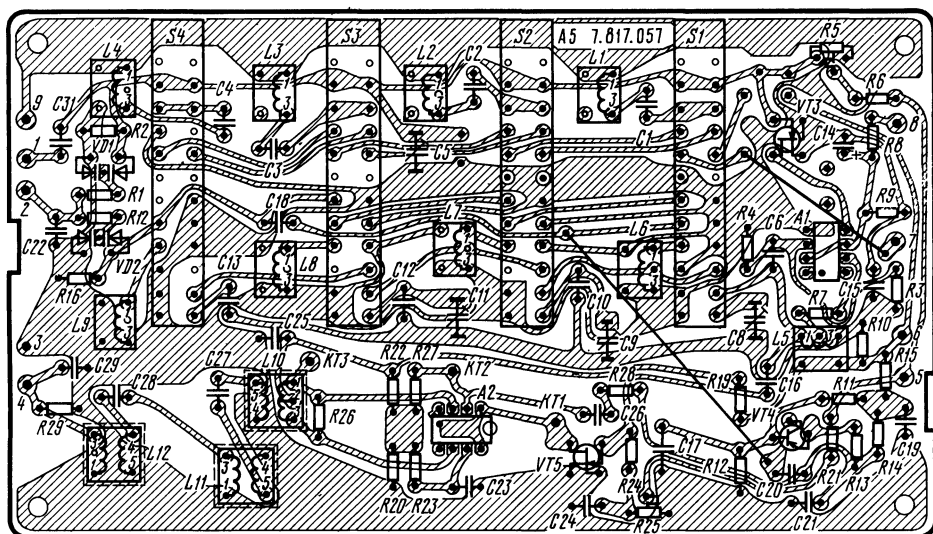 L4 S4 L3 S3 L2 C2 S2 A5 7.817.057 S1 R5
L1
C31 C4 R6
9 VT3 8
R2 C14
1 VD1 C3 C5 C1 R8
R1
2 R12 C18 L7 R9
R4 C6 A1
C22 L6 7
VD2 C13 L8 C12
R16 C11 C10 R7 C15 R3
L9
C25 C9 C8 L5 R10
3 C29 C27 L10 KT3 R22 R27 KT2 R15
C28 R28 R19 C16 R11 5
4 R26 A2 KT1 C26 VT4
R29 C17 C19
L12 VT5 R12 R21 R14
L11 R20 R23 C23 R24 C20 R13
C24 R25 C21